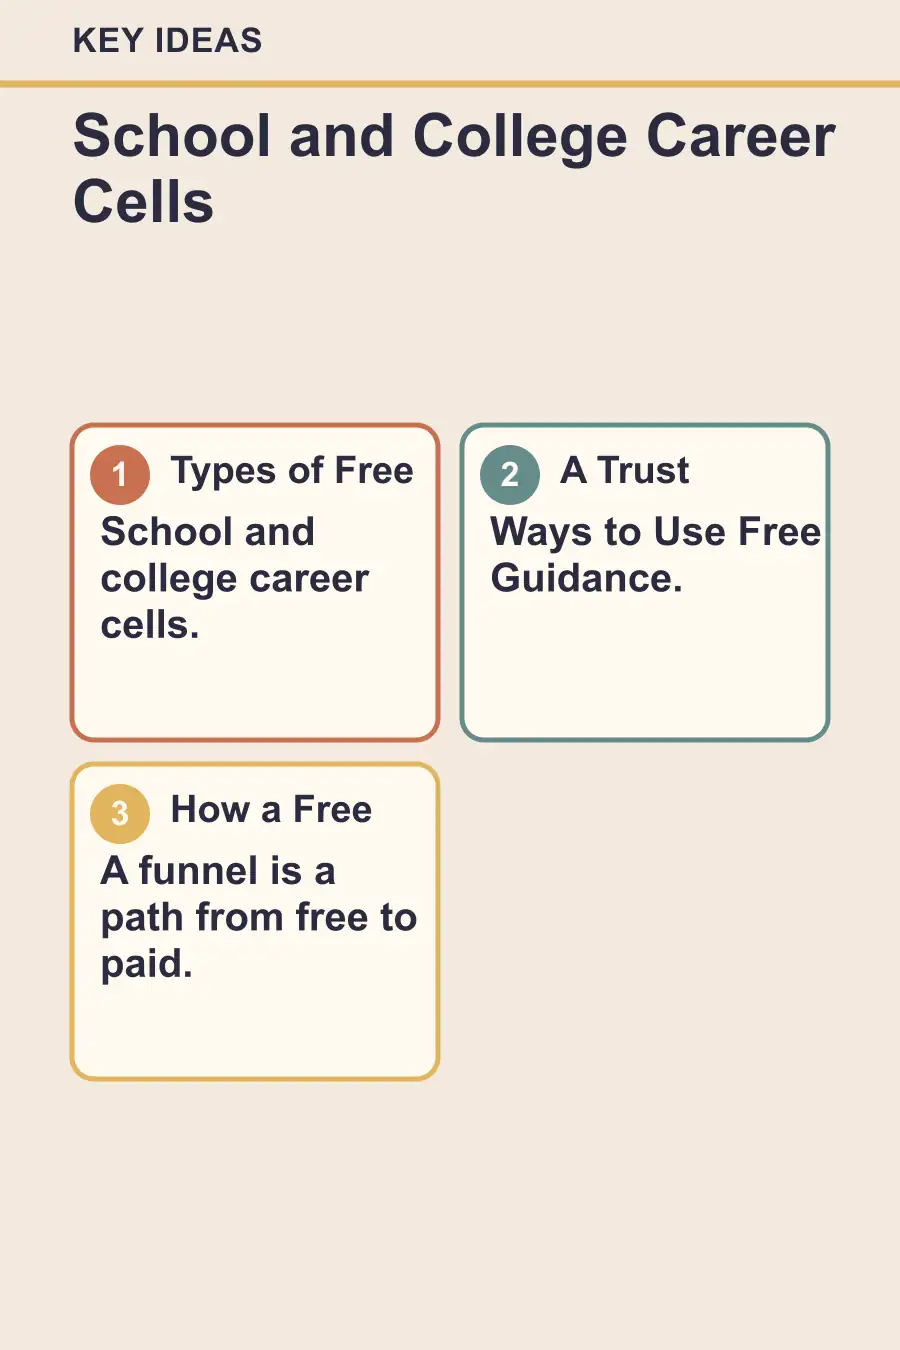 KEY IDEAS
School and College Career
Cells
1 Types of Free
School and
college career
cells.
2 A Trust
Ways to Use Free
Guidance.
3 How a Free
A funnel is a
path from free to
paid.